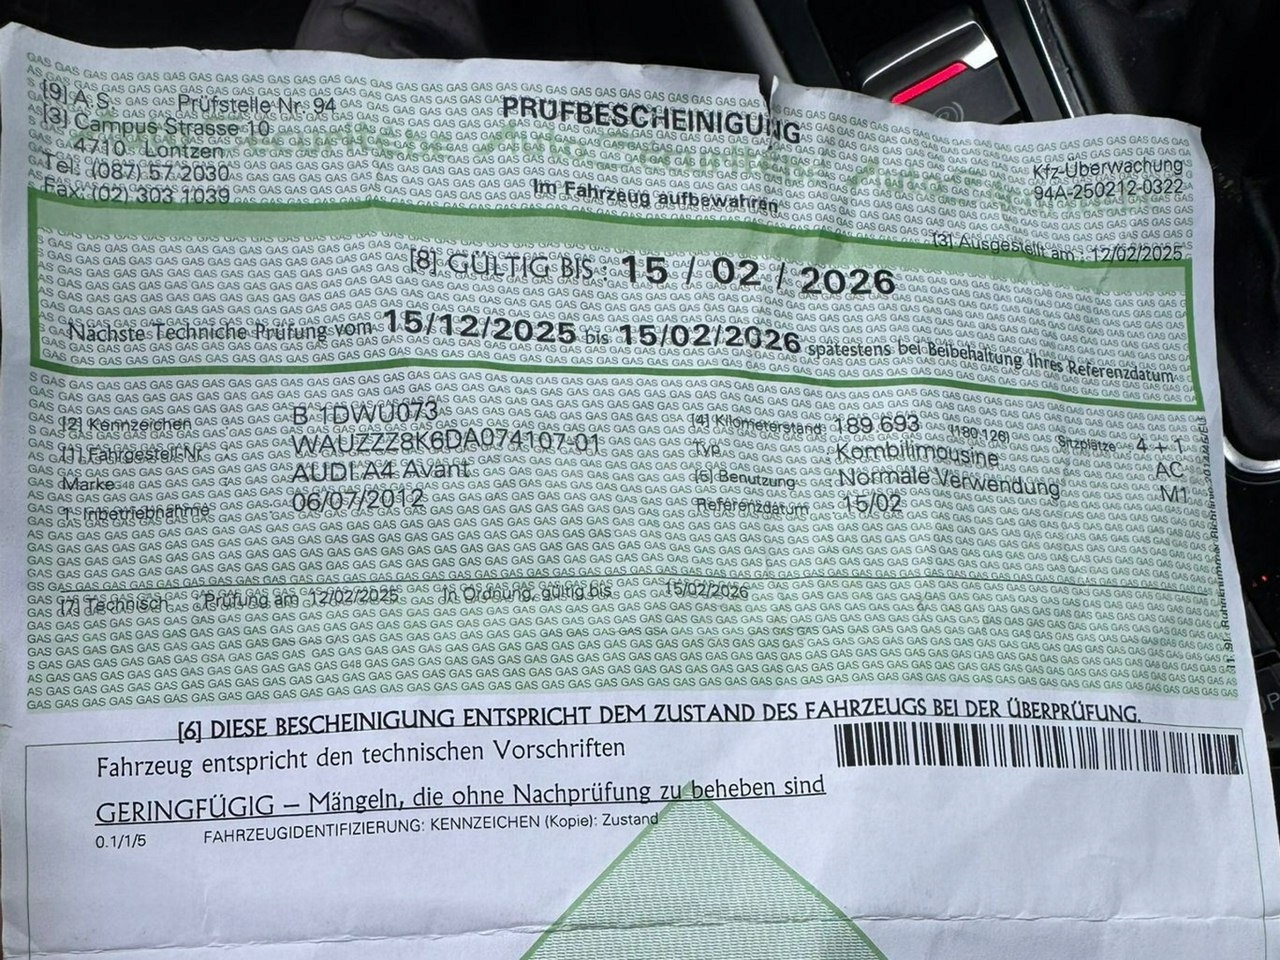 [9] A.S. Prüfstelle Nr. 94
[3] Campus Strasse 10
4710 Lontzen
Tel: (087) 57 2030
Fax: (02) 303 1039
PRÜFBESCHEINIGUNG
Im Fahrzeug aufbewahren
Kfz-Überwachung
94A-250212-0322
[3] Ausgestellt am : 12/02/2025
[8] GÜLTIG BIS : 15 / 02 / 2026
Nächste Techniche Prüfung vom 15/12/2025 bis 15/02/2026 spätestens bei Beibehaltung Ihres Referenzdatum
[2] Kennzeichen B 1DWU073
[1] Fahrgestell-Nr. WAUZZZ8K6DA074107-01
Marke AUDI A4 Avant
1. Inbetriebnahme 06/07/2012
[4] Kilometerstand 189 693 (180,126) Sitzplätze 4 + 1
Typ Kombilimousine AC
[5] Benutzung Normale Verwendung M1
Referenzdatum 15/02
[7] Technisch Prüfung am 12/02/2025 In Ordnung, gültig bis 15/02/2026
[6] DIESE BESCHEINIGUNG ENTSPRICHT DEM ZUSTAND DES FAHRZEUGS BEI DER ÜBERPRÜFUNG.
Fahrzeug entspricht den technischen Vorschriften
GERINGFÜGIG – Mängeln, die ohne Nachprüfung zu beheben sind
0.1/1/5 FAHRZEUGIDENTIFIZIERUNG: KENNZEICHEN (Kopie): Zustand